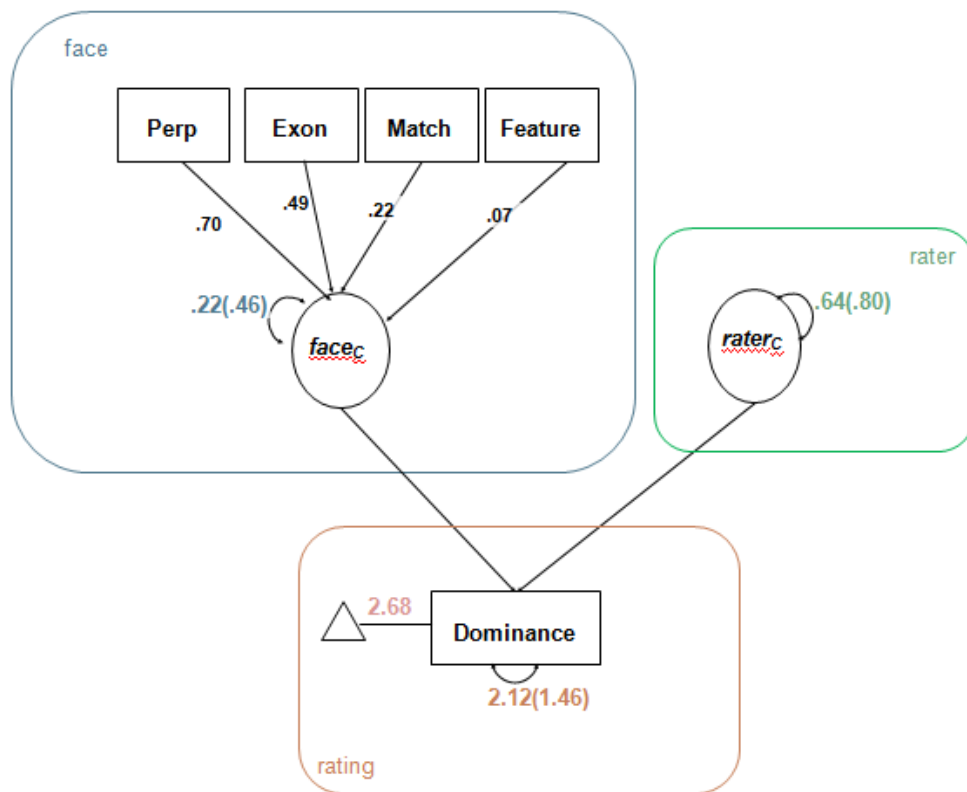 face
Perp Exon Match Feature
.70 .49 .22 .07
rater
.22(.46)
faceC
raterC
.64(.80)
2.68
Dominance
2.12(1.46)
rating